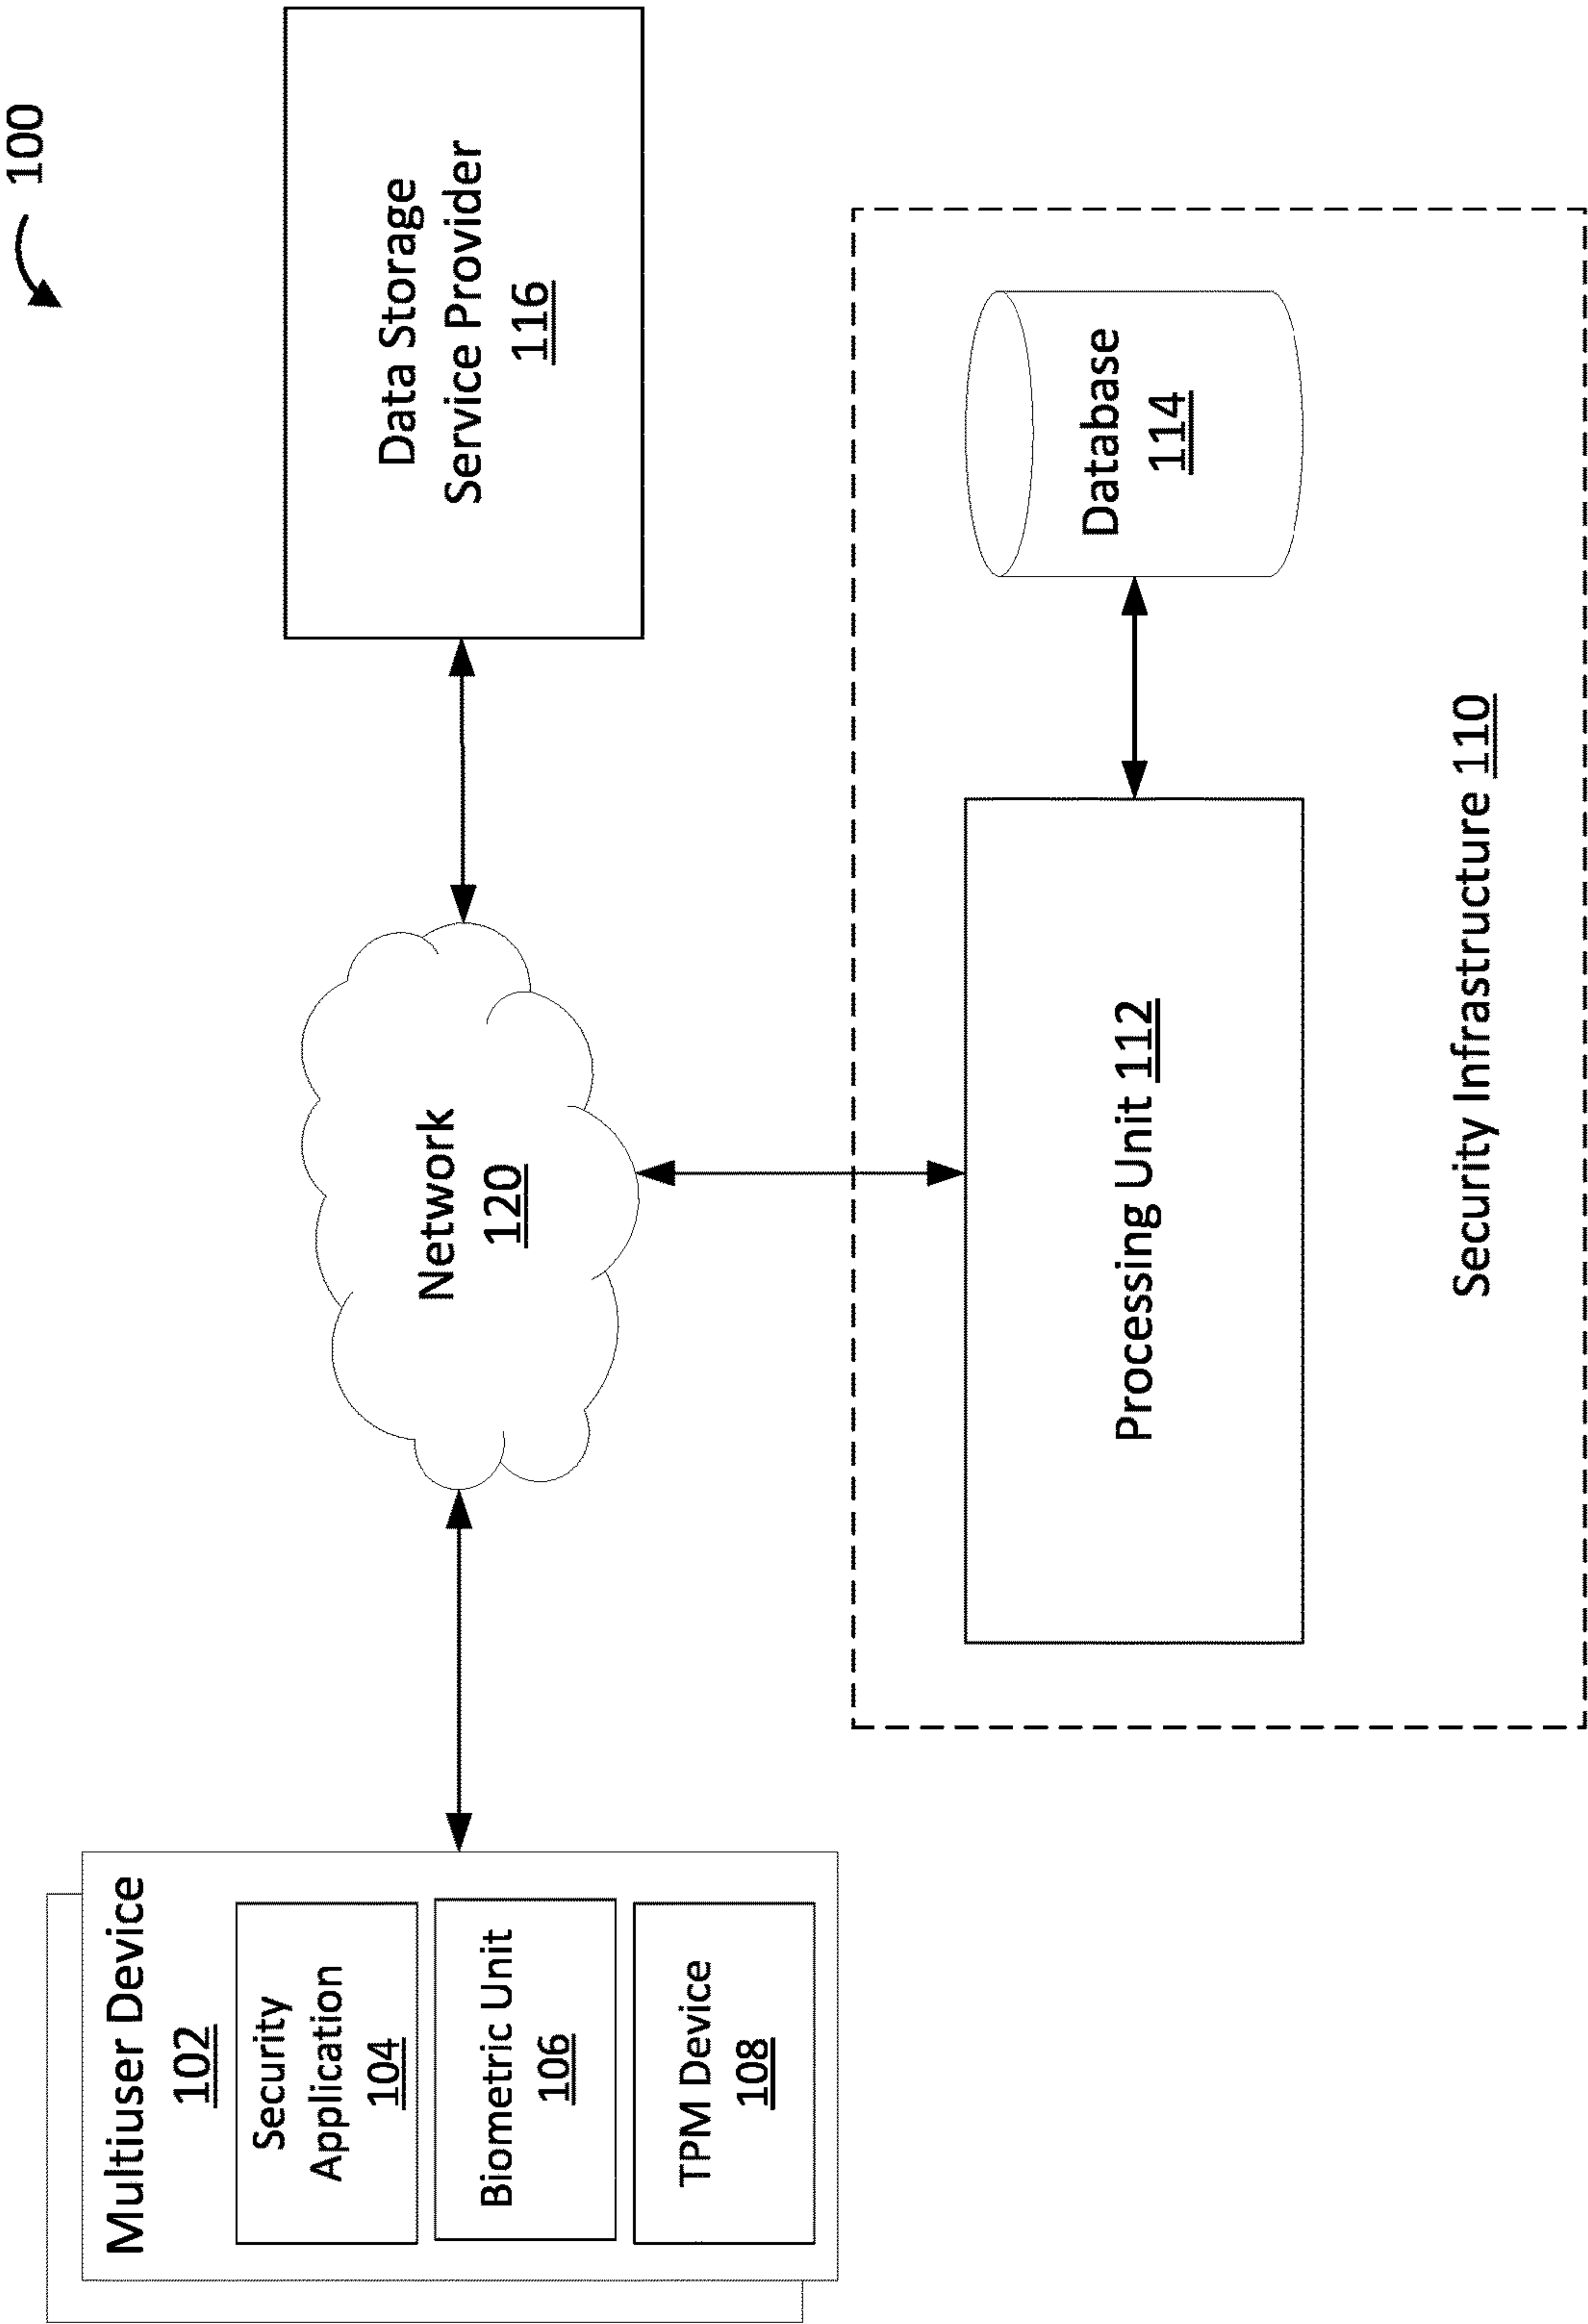 100
Multiuser Device
102
Security
Application
104
Biometric Unit
106
TPM Device
108
Network
120
Data Storage
Service Provider
116
Processing Unit 112
Database
114
Security Infrastructure 110